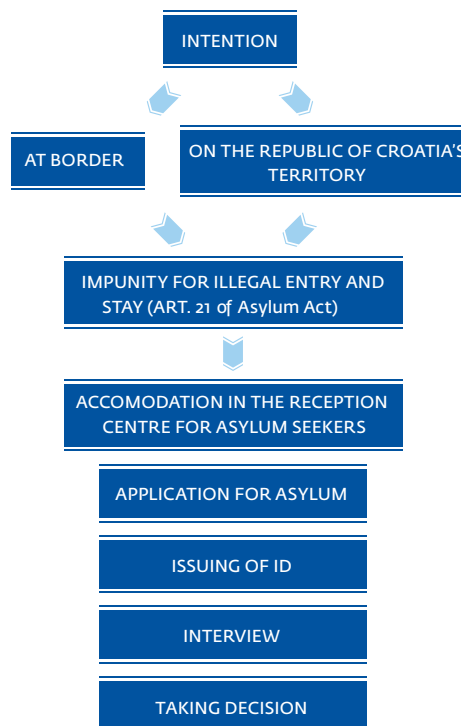 INTENTION
AT BORDER
ON THE REPUBLIC OF CROATIA'S
TERRITORY
IMPUNITY FOR ILLEGAL ENTRY AND
STAY (ART. 21 of Asylum Act)
ACCOMODATION IN THE RECEPTION
CENTRE FOR ASYLUM SEEKERS
APPLICATION FOR ASYLUM
ISSUING OF ID
INTERVIEW
TAKING DECISION